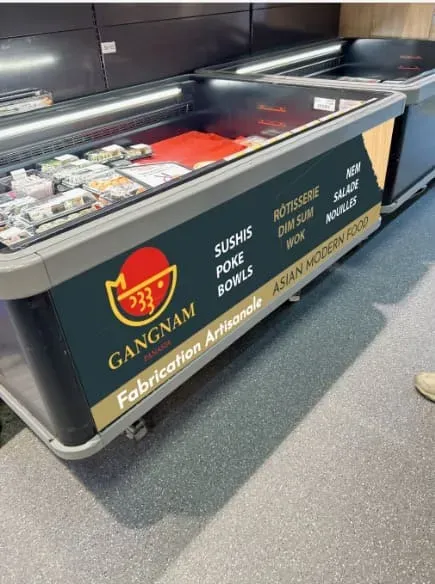 GANGNAM
PANASIA
SUSHIS
POKE
BOWLS
RÔTISSERIE
DIM SUM
WOK
NEM
SALADE
NOUILLES
Fabrication Artisanale
ASIAN MODERN FOOD